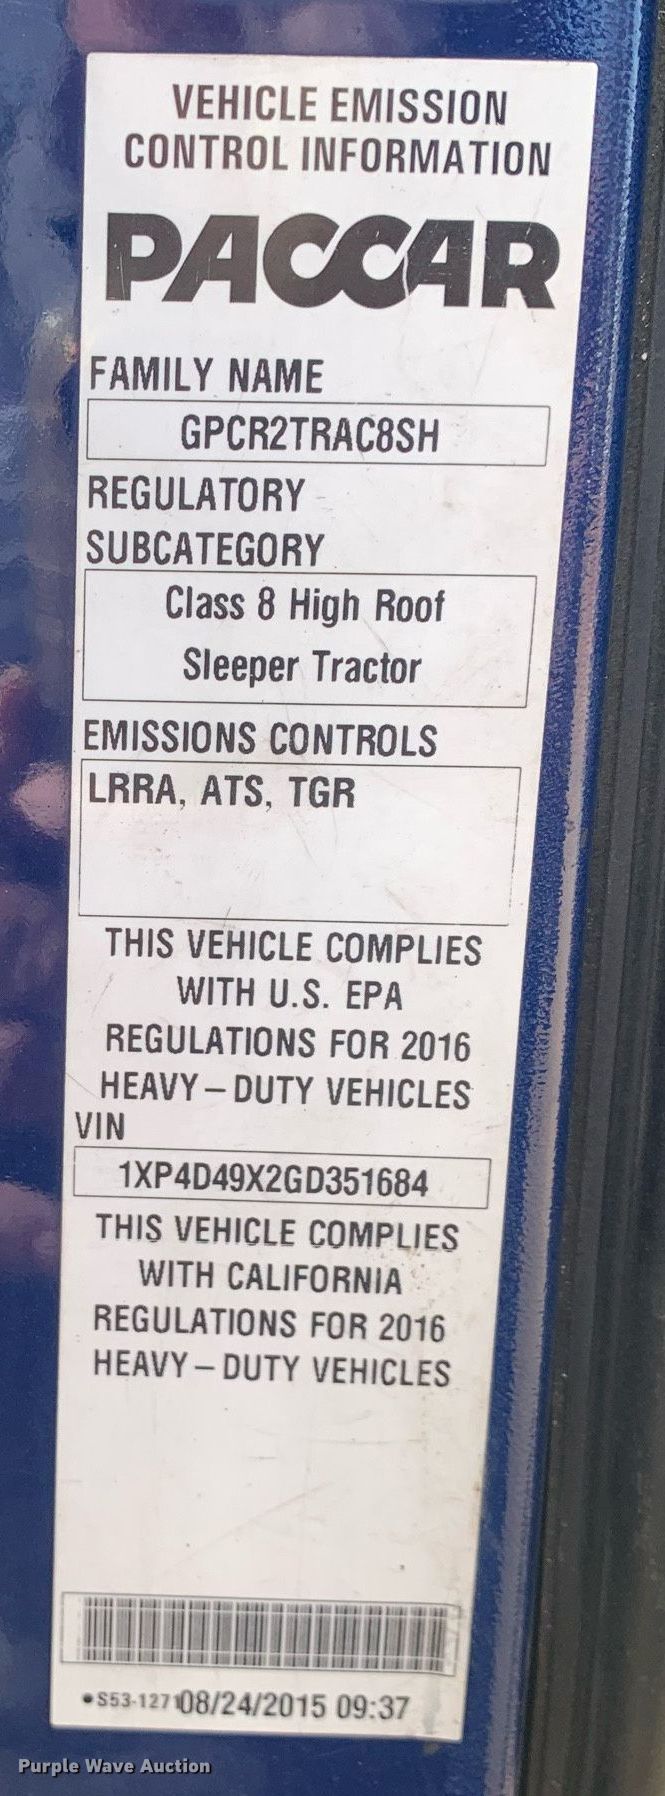 VEHICLE EMISSION
CONTROL INFORMATION
PACCAR
FAMILY NAME
GPCR2TRAC8SH
REGULATORY
SUBCATEGORY
Class 8 High Roof
Sleeper Tractor
EMISSIONS CONTROLS
LRRA, ATS, TGR
THIS VEHICLE COMPLIES
WITH U.S. EPA
REGULATIONS FOR 2016
HEAVY-DUTY VEHICLES
VIN
1XP4D49X2GD351684
THIS VEHICLE COMPLIES
WITH CALIFORNIA
REGULATIONS FOR 2016
HEAVY-DUTY VEHICLES
•S53-1271 08/24/2015 09:37
Purple Wave Auction